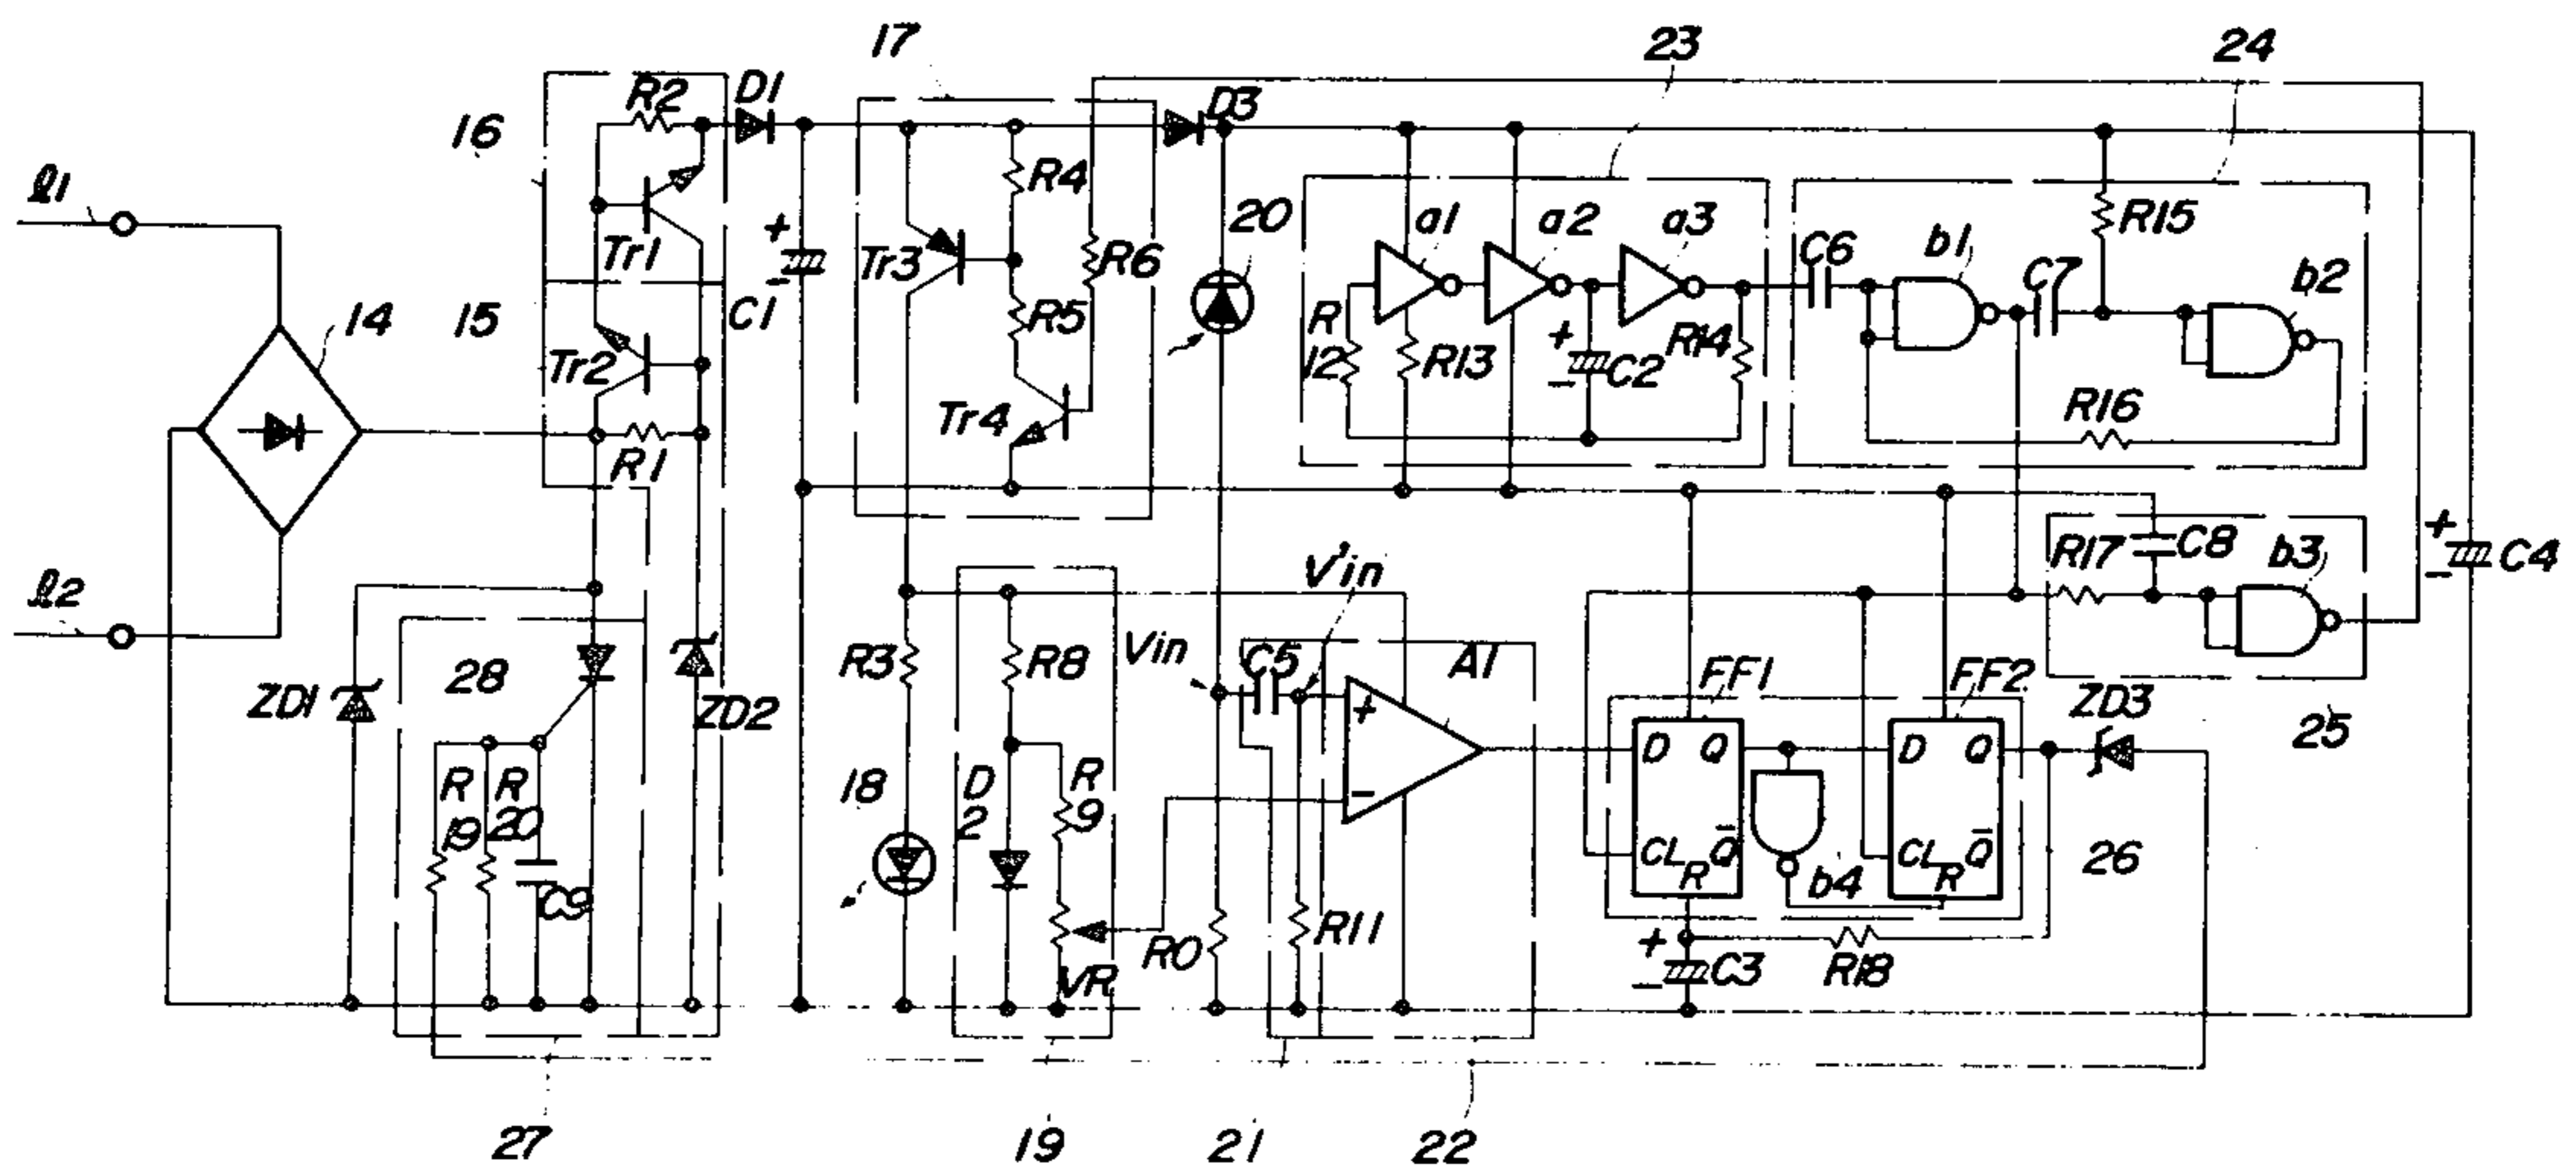 17
23
24
R2
D1
D3
16
ℓ1
R4
20
a1
a2
a3
R15
C6
b1
C7
b2
Tr1
+
-
Tr3
R6
14
15
C1
R5
R
12
R13
+
-
C2
R14
Tr2
Tr4
R16
R1
ℓ2
V'in
R17
C8
b3
+
-
C4
Vin
C5
A1
R3
R8
FF1
FF2
ZD3
25
28
ZD1
ZD2
+
-
D
Q
D
Q
R
19
R
20
18
D
2
R
9
CL
R
Q̄
b4
CL
R
Q̄
26
C9
VR
R0
R11
+
-
C3
R18
27
19
21
22